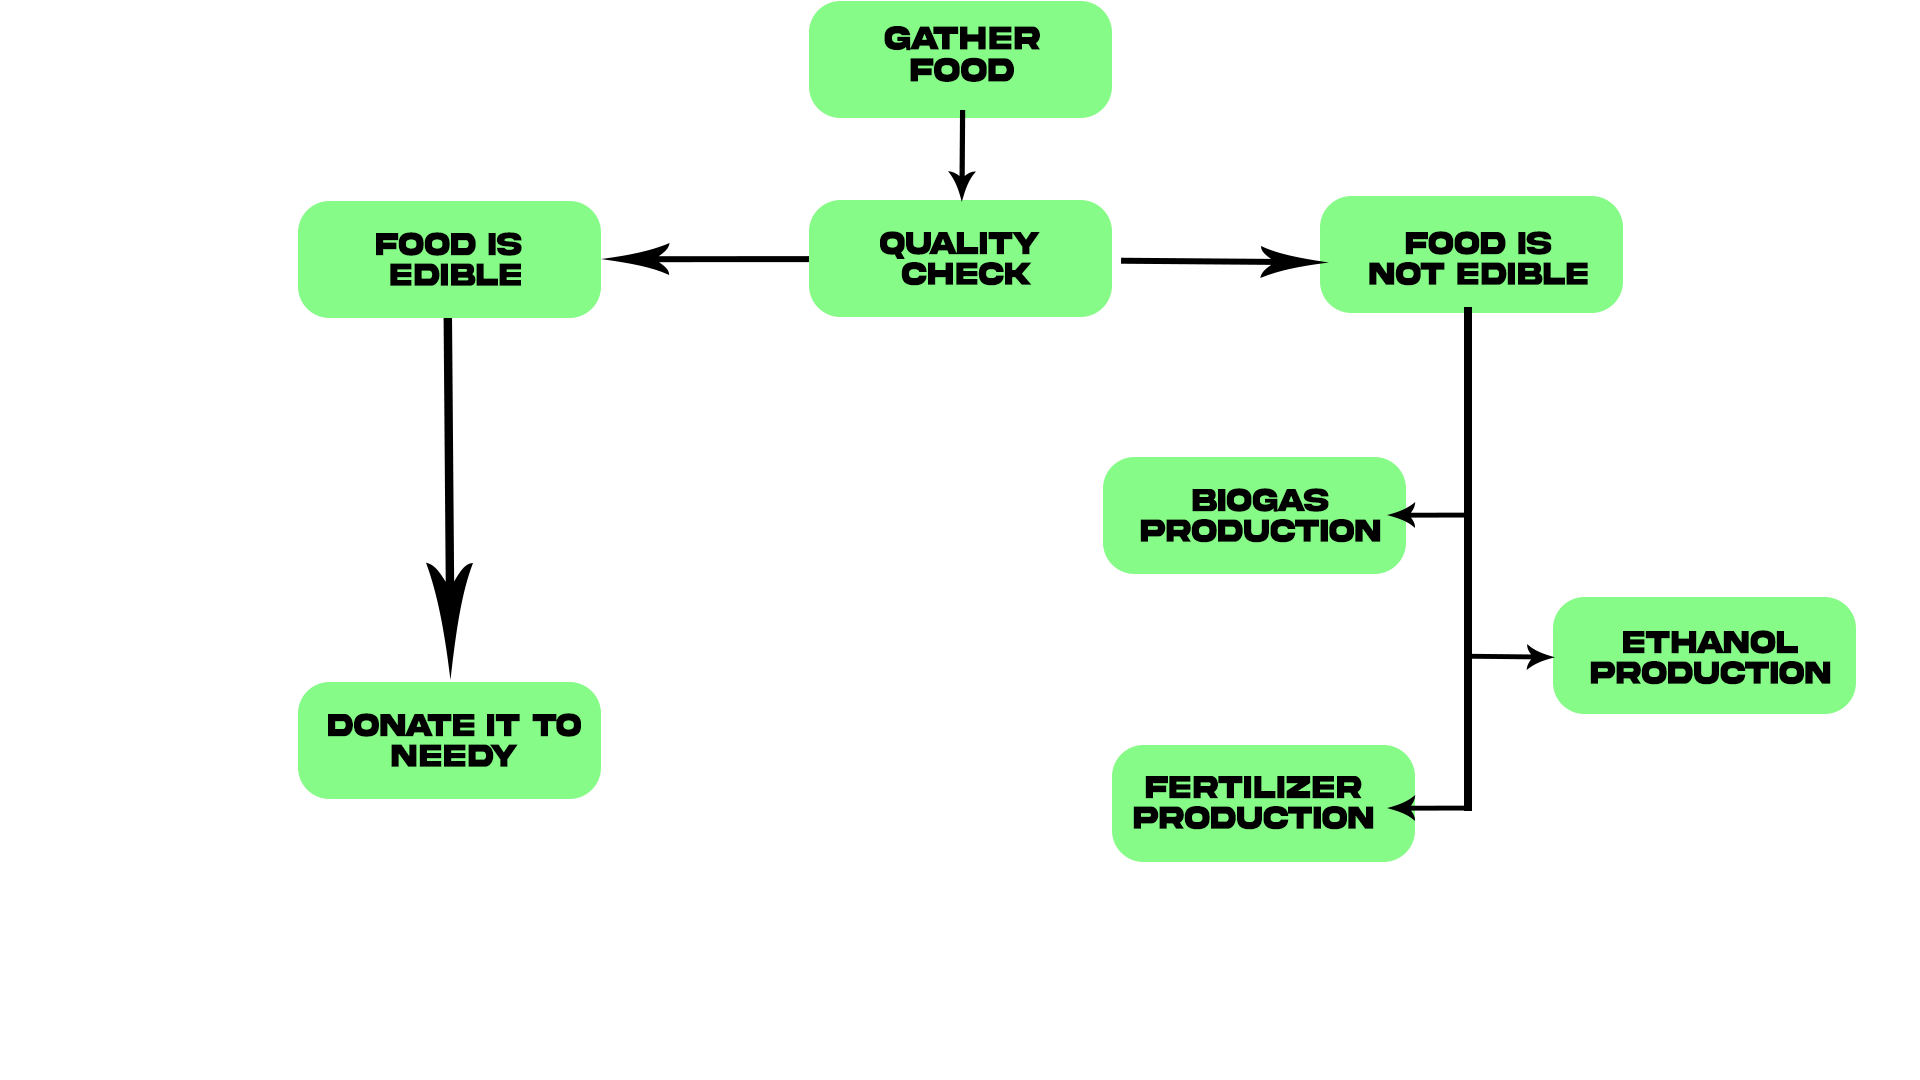 GATHER
FOOD
FOOD IS
EDIBLE
QUALITY
CHECK
FOOD IS
NOT EDIBLE
BIOGAS
PRODUCTION
ETHANOL
PRODUCTION
DONATE IT TO
NEEDY
FERTILIZER
PRODUCTION